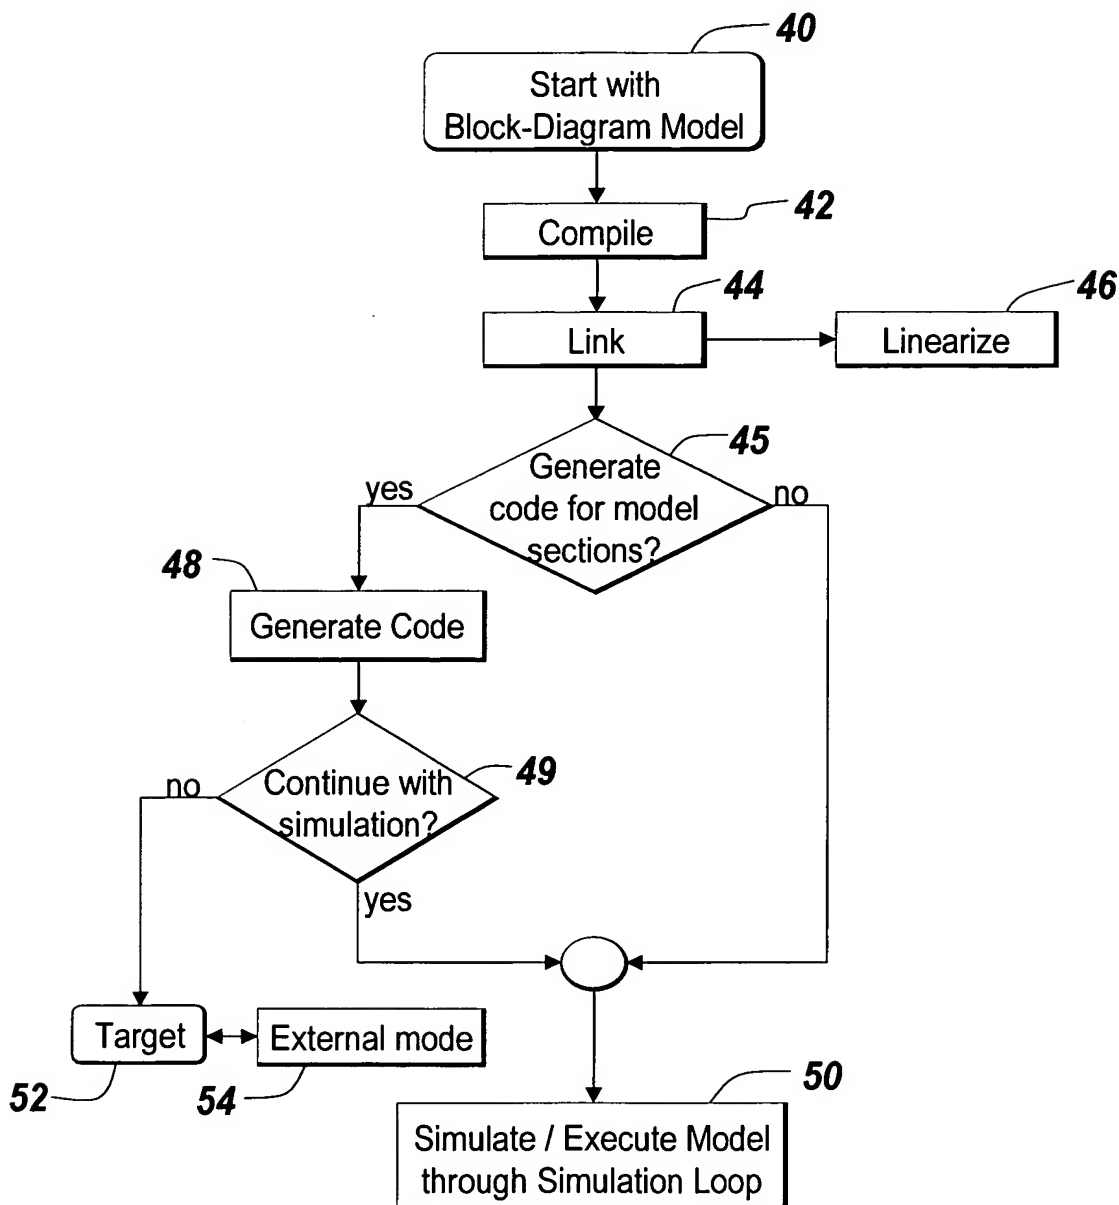 40
Start with
Block-Diagram Model
42
Compile
44
46
Link
Linearize
45
Generate
code for model
sections?
yes
no
48
Generate Code
49
Continue with
simulation?
no
yes
Target
External mode
52
54
50
Simulate / Execute Model
through Simulation Loop